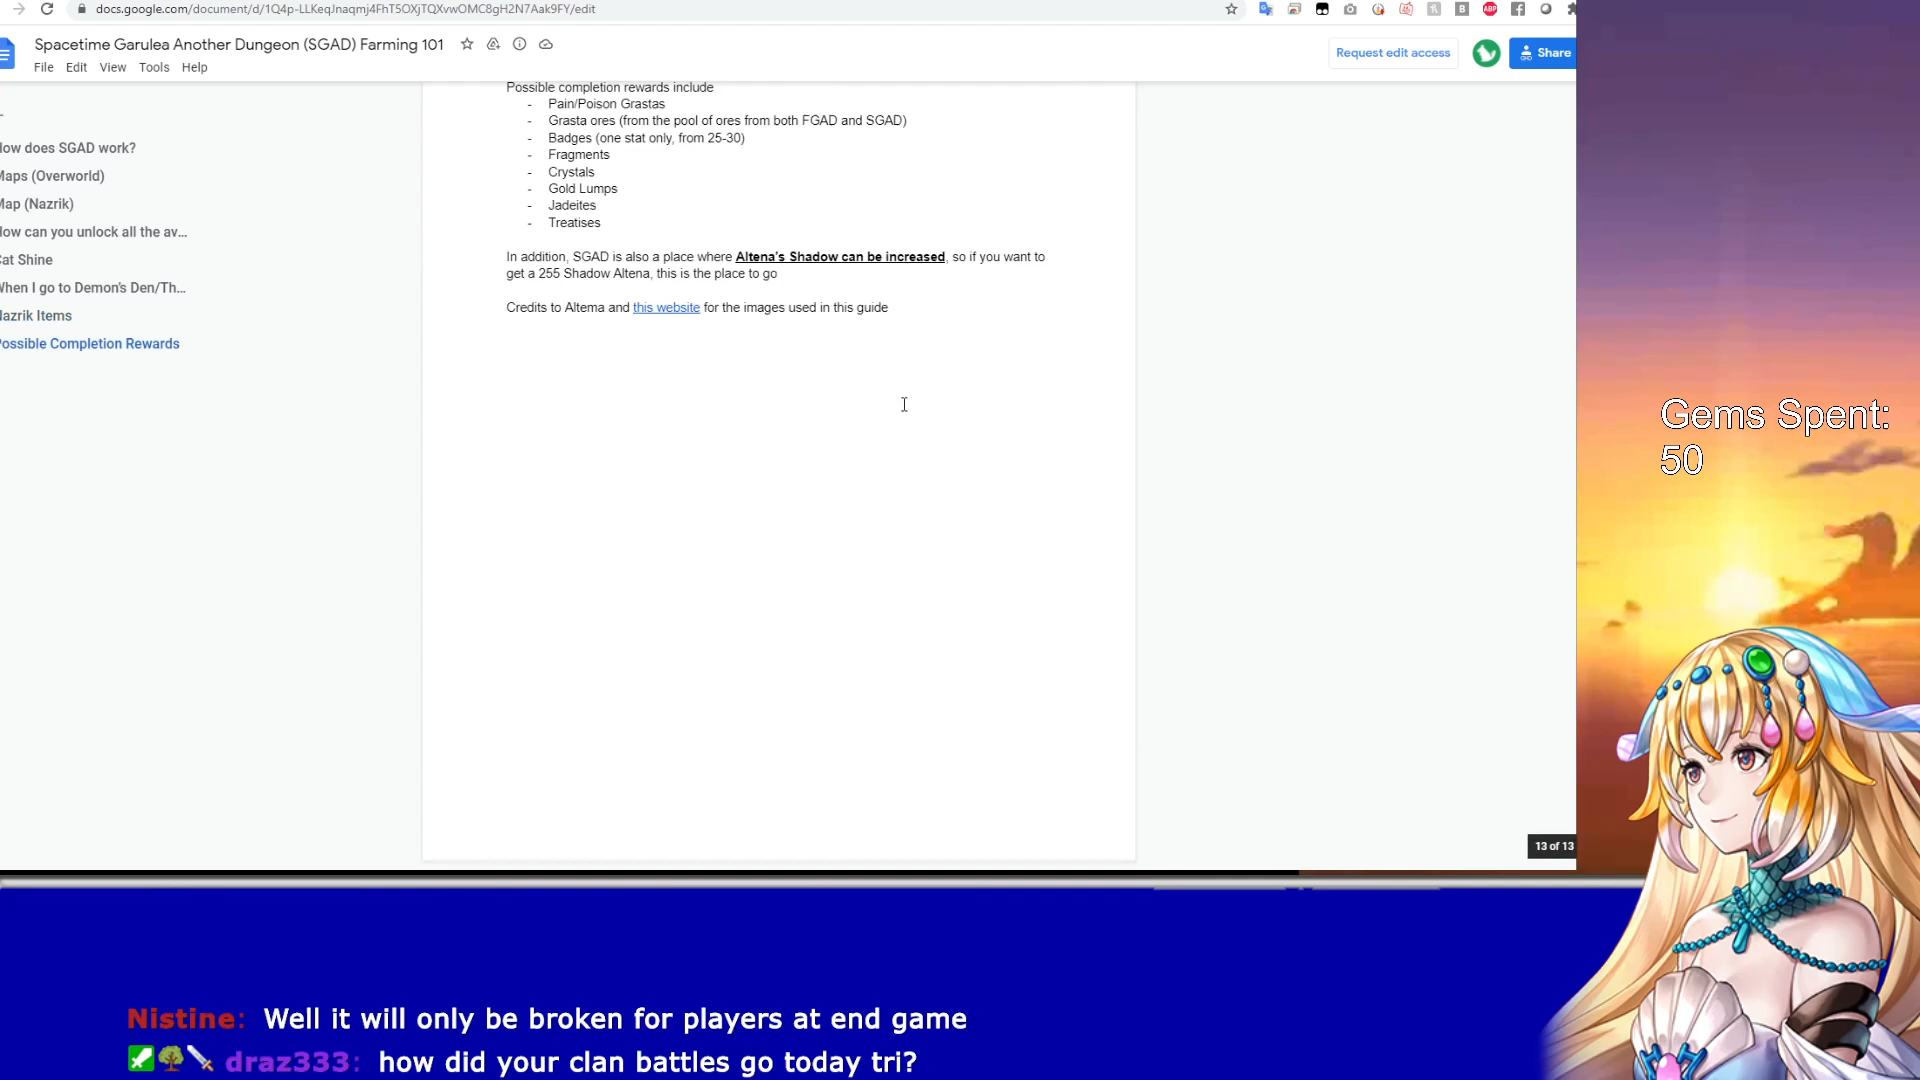 docs.google.com/document/d/1Q4p-LLKeqJnaqmj4FhT5OXjTQXvwOMC8gH2N7Aak9FY/edit
Spacetime Garulea Another Dungeon (SGAD) Farming 101
File Edit View Tools Help
Request edit access
Share
ow does SGAD work?
Maps (Overworld)
Map (Nazrik)
ow can you unlock all the av...
Cat Shine
When I go to Demon's Den/Th...
azrik Items
ossible Completion Rewards
Possible completion rewards include
- Pain/Poison Grastas
- Grasta ores (from the pool of ores from both FGAD and SGAD)
- Badges (one stat only, from 25-30)
- Fragments
- Crystals
- Gold Lumps
- Jadeites
- Treatises
In addition, SGAD is also a place where Altena's Shadow can be increased, so if you want to
get a 255 Shadow Altena, this is the place to go
Credits to Altema and this website for the images used in this guide
13 of 13
Gems Spent:
50
Nistine: Well it will only be broken for players at end game
draz333: how did your clan battles go today tri?